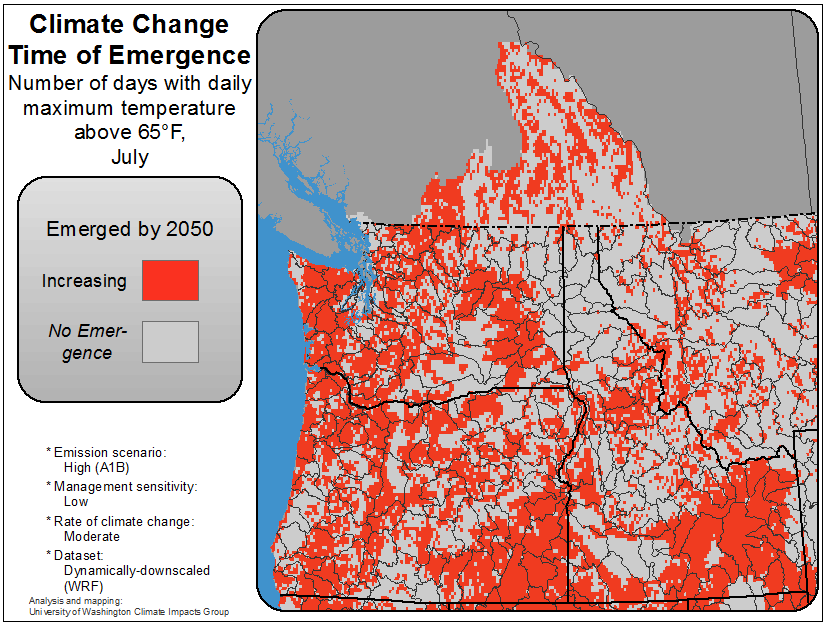 Climate Change
Time of Emergence
Number of days with daily
maximum temperature
above 65°F,
July
Emerged by 2050
Increasing
No Emer-
gence
* Emission scenario:
High (A1B)
* Management sensitivity:
Low
* Rate of climate change:
Moderate
* Dataset:
Dynamically-downscaled
(WRF)
Analysis and mapping:
University of Washington Climate Impacts Group